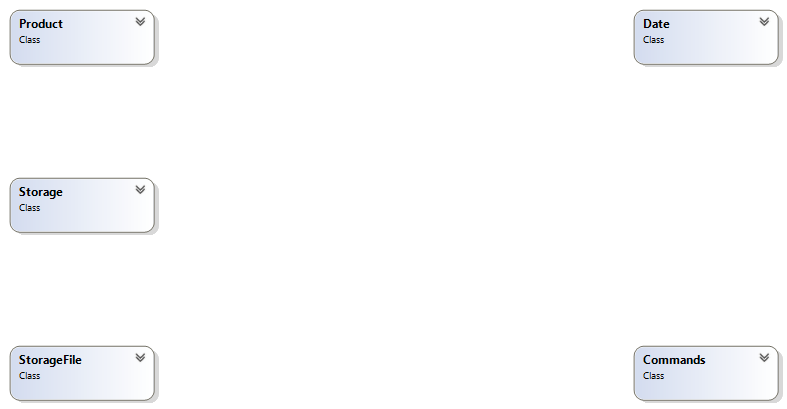 Product
Class
Date
Class
Storage
Class
StorageFile
Class
Commands
Class